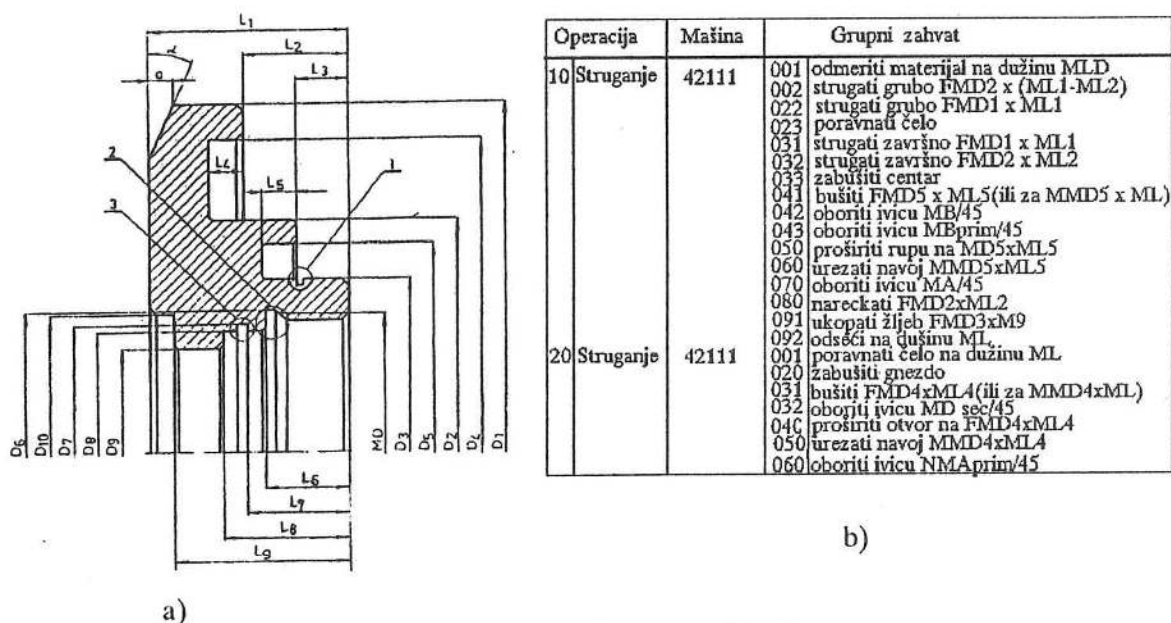 L1
α
L2
a
L3
2
L4
L5
1
3
D6
D10
D7
D8
D9
MD
D3
D5
D2
D4
D1
L6
L7
L8
L9
a)
Operacija Mašina Grupni zahvat
10 Struganje 42111 001 odmeriti materijal na dužinu MLD
002 strugati grubo FMD2 x (ML1-ML2)
022 strugati grubo FMD1 x ML1
023 poravnati čelo
031 strugati završno FMD1 x ML1
032 strugati završno FMD2 x ML2
033 zabušiti centar
041 bušiti FMD5 x ML5(ili za MMD5 x ML)
042 oboriti ivicu MB/45
043 oboriti ivicu MBprim/45
050 proširiti rupu na MD5xML5
060 urezati navoj MMD5xML5
070 oboriti ivicu MA/45
080 nareckati FMD2xML2
091 ukopati žljeb FMD3xM9
092 odseći na dušinu ML
20 Struganje 42111 001 poravnati čelo na dužinu ML
020 zabušiti gnezdo
031 bušiti FMD4xML4(ili za MMD4xML)
032 oboriti ivicu MD sec/45
040 proširiti otvor na FMD4xML4
050 urezati navoj MMD4xML4
060 oboriti ivicu NMAprim/45
b)